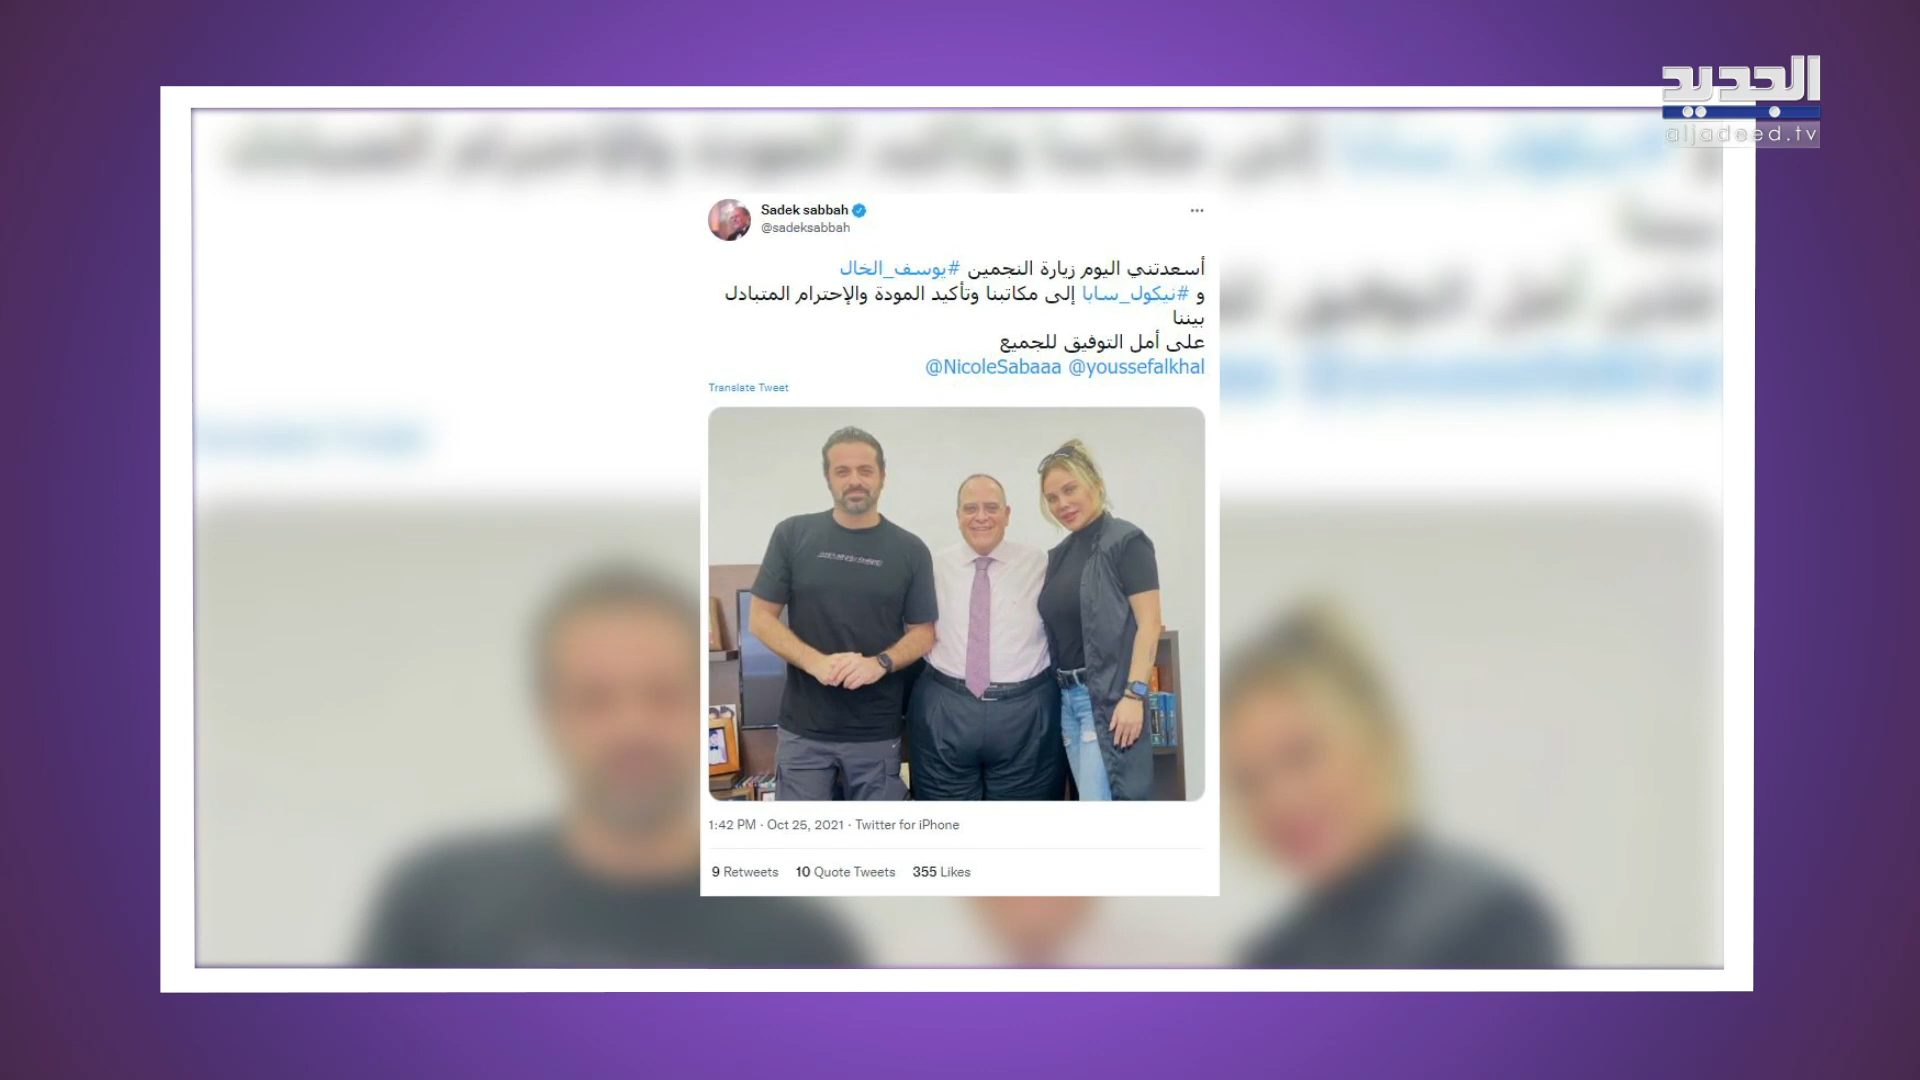 الجديد
aljadeed.tv
Sadek sabbah
@sadeksabbah
أسعدتني اليوم زيارة النجمين #يوسف_الخال
و #نيكول_سابا إلى مكاتبنا وتأكيد المودة والإحترام المتبادل
بيننا
على أمل التوفيق للجميع
@NicoleSabaaa @youssefalkhal
Translate Tweet
1:42 PM · Oct 25, 2021 · Twitter for iPhone
9 Retweets 10 Quote Tweets 355 Likes